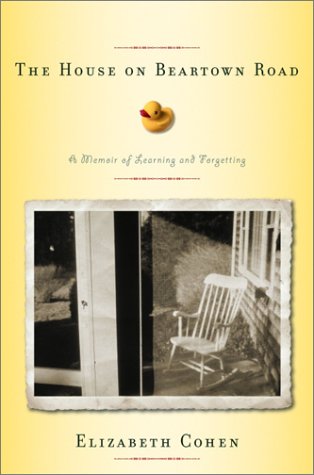 THE HOUSE ON BEARTOWN ROAD
A Memoir of Learning and Forgetting
ELIZABETH COHEN